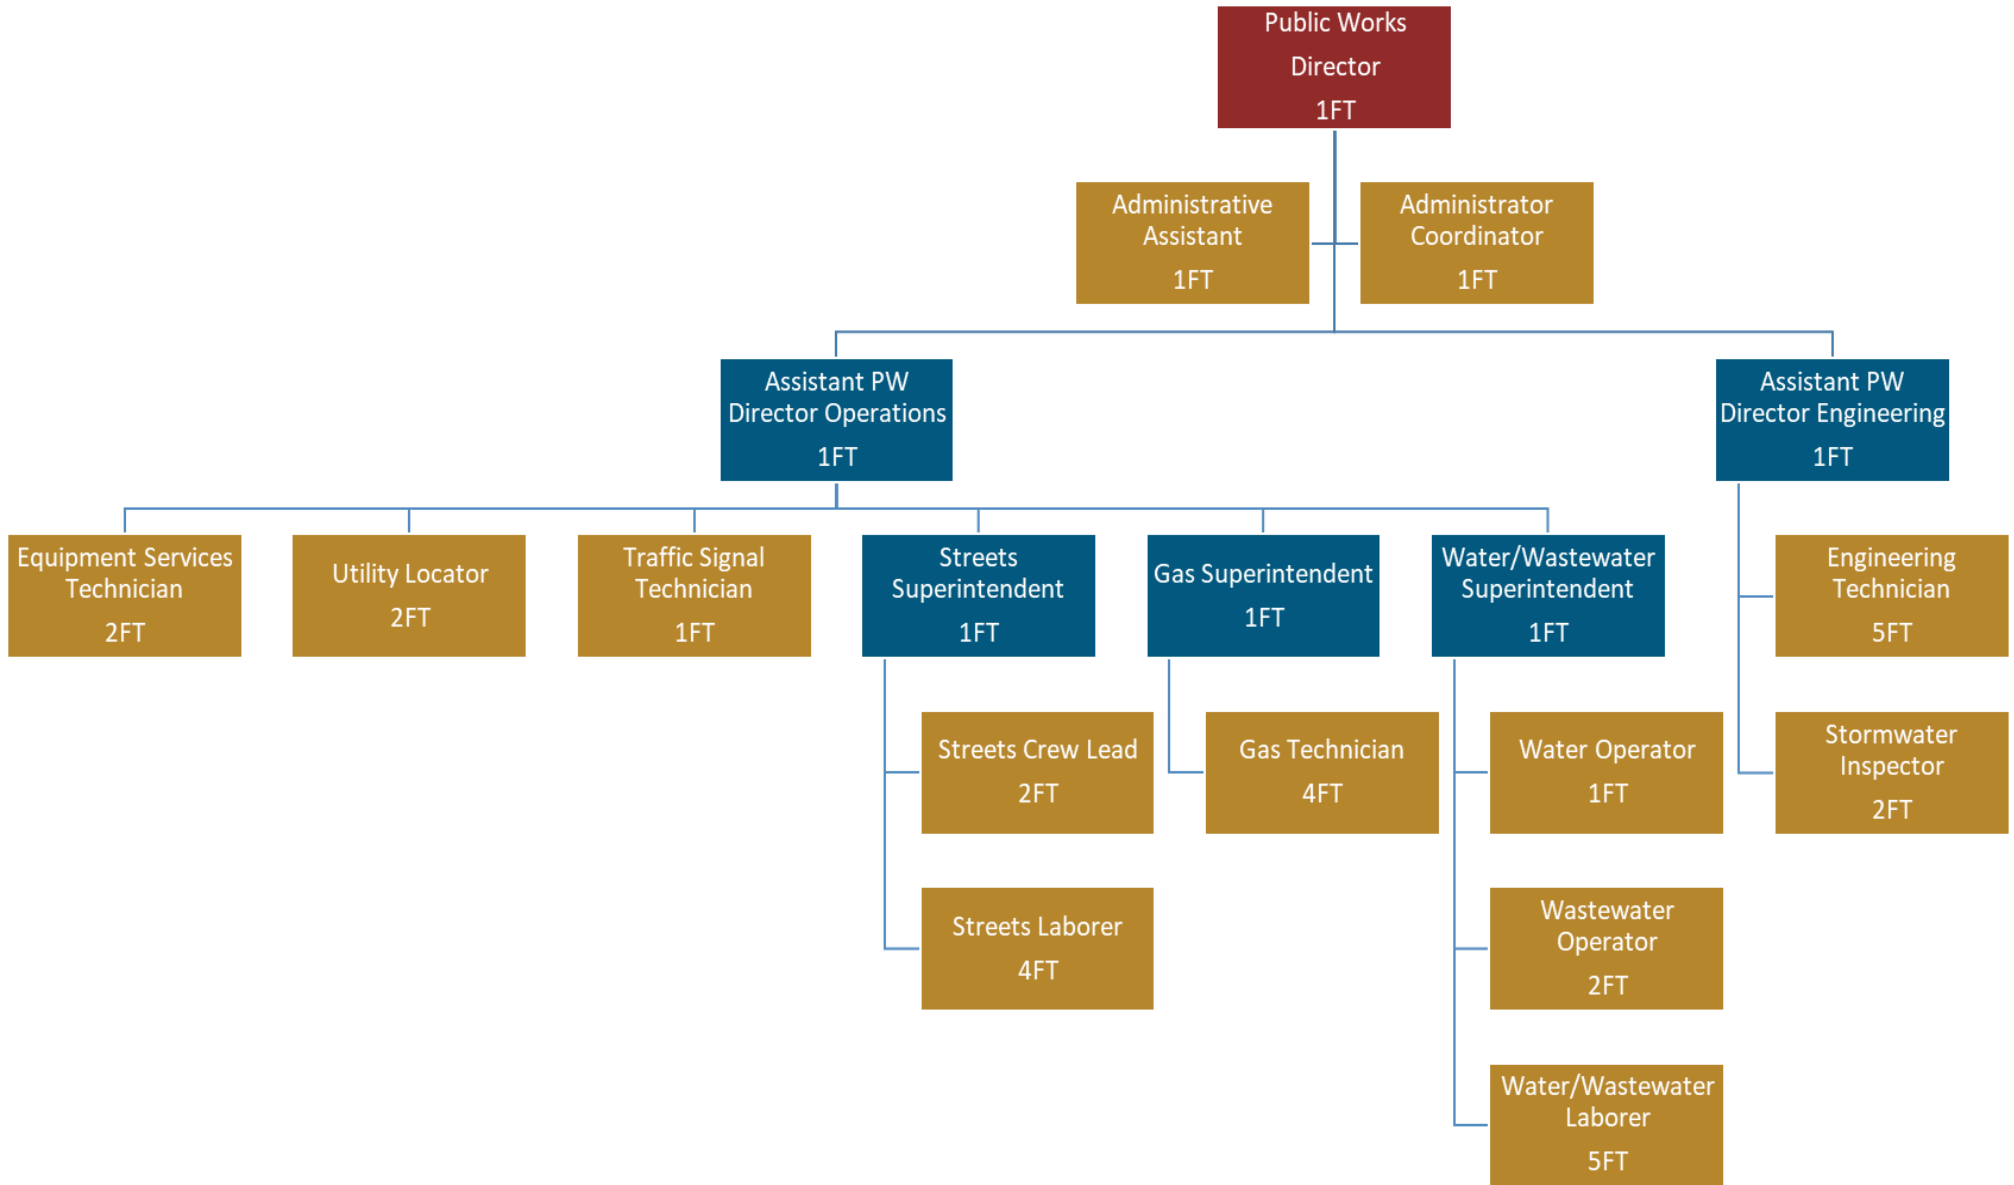 Public Works
Director
1FT
Administrative
Assistant
1FT
Administrator
Coordinator
1FT
Assistant PW
Director Operations
1FT
Assistant PW
Director Engineering
1FT
Equipment Services
Technician
2FT
Utility Locator
2FT
Traffic Signal
Technician
1FT
Streets
Superintendent
1FT
Gas Superintendent
1FT
Water/Wastewater
Superintendent
1FT
Engineering
Technician
5FT
Streets Crew Lead
2FT
Gas Technician
4FT
Water Operator
1FT
Stormwater
Inspector
2FT
Streets Laborer
4FT
Wastewater
Operator
2FT
Water/Wastewater
Laborer
5FT